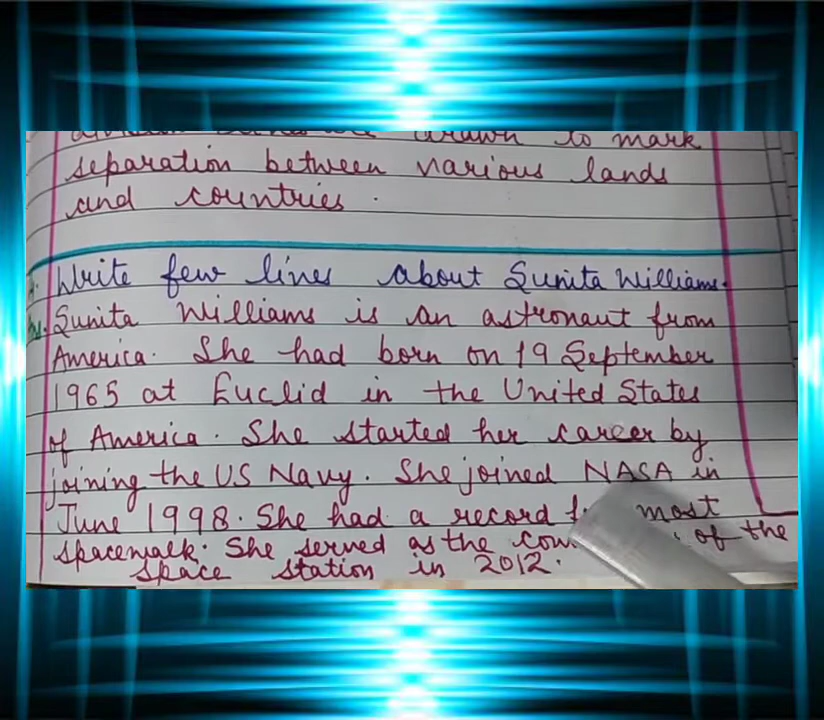 drawn to mark
separation between various lands
and countries.
Write few lines about Sunita Williams.
Sunita Williams is an astronaut from
America. She had born on 19 September
1965 at Euclid in the United States
of America. She started her career by
joining the US Navy. She joined NASA in
June 1998. She had a record most
spacewalk. She served as the of the
space station in 2012.